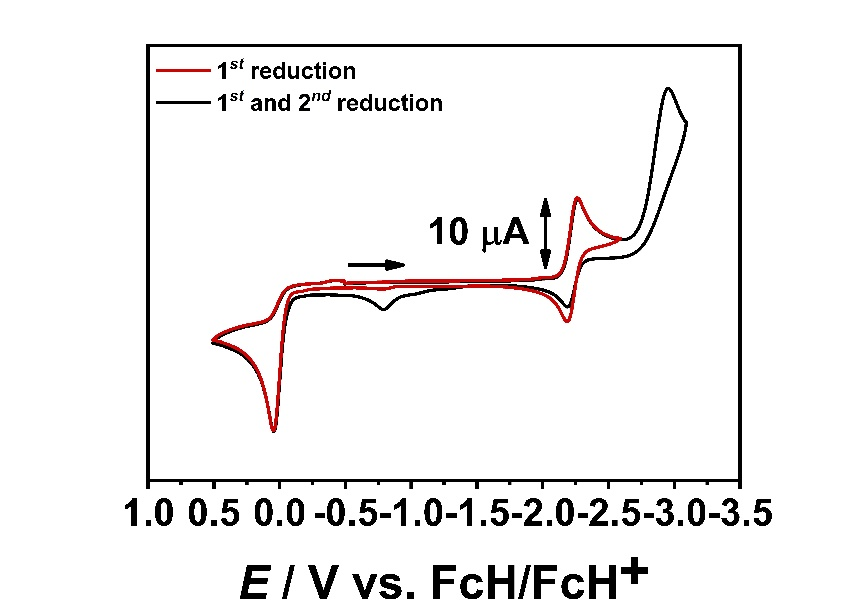 1st reduction
1st and 2nd reduction
10 μA
1.0 0.5 0.0 -0.5 -1.0 -1.5 -2.0 -2.5 -3.0 -3.5
E / V vs. FcH/FcH+